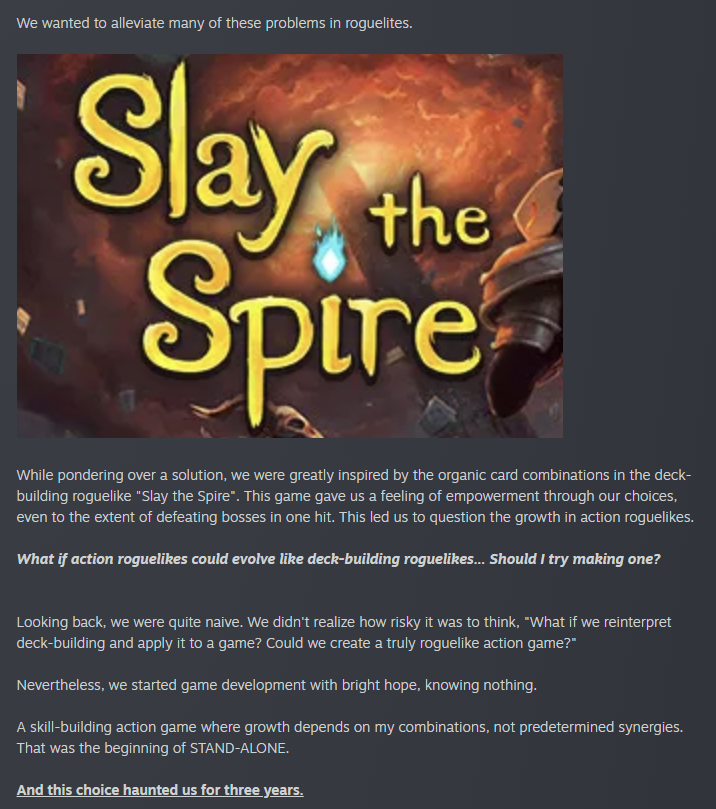 We wanted to alleviate many of these problems in roguelites.
Slay
the
Spire
While pondering over a solution, we were greatly inspired by the organic card combinations in the deck-
building roguelike "Slay the Spire". This game gave us a feeling of empowerment through our choices,
even to the extent of defeating bosses in one hit. This led us to question the growth in action roguelikes.
What if action roguelikes could evolve like deck-building roguelikes... Should I try making one?
Looking back, we were quite naive. We didn't realize how risky it was to think, "What if we reinterpret
deck-building and apply it to a game? Could we create a truly roguelike action game?"
Nevertheless, we started game development with bright hope, knowing nothing.
A skill-building action game where growth depends on my combinations, not predetermined synergies.
That was the beginning of STAND-ALONE.
And this choice haunted us for three years.